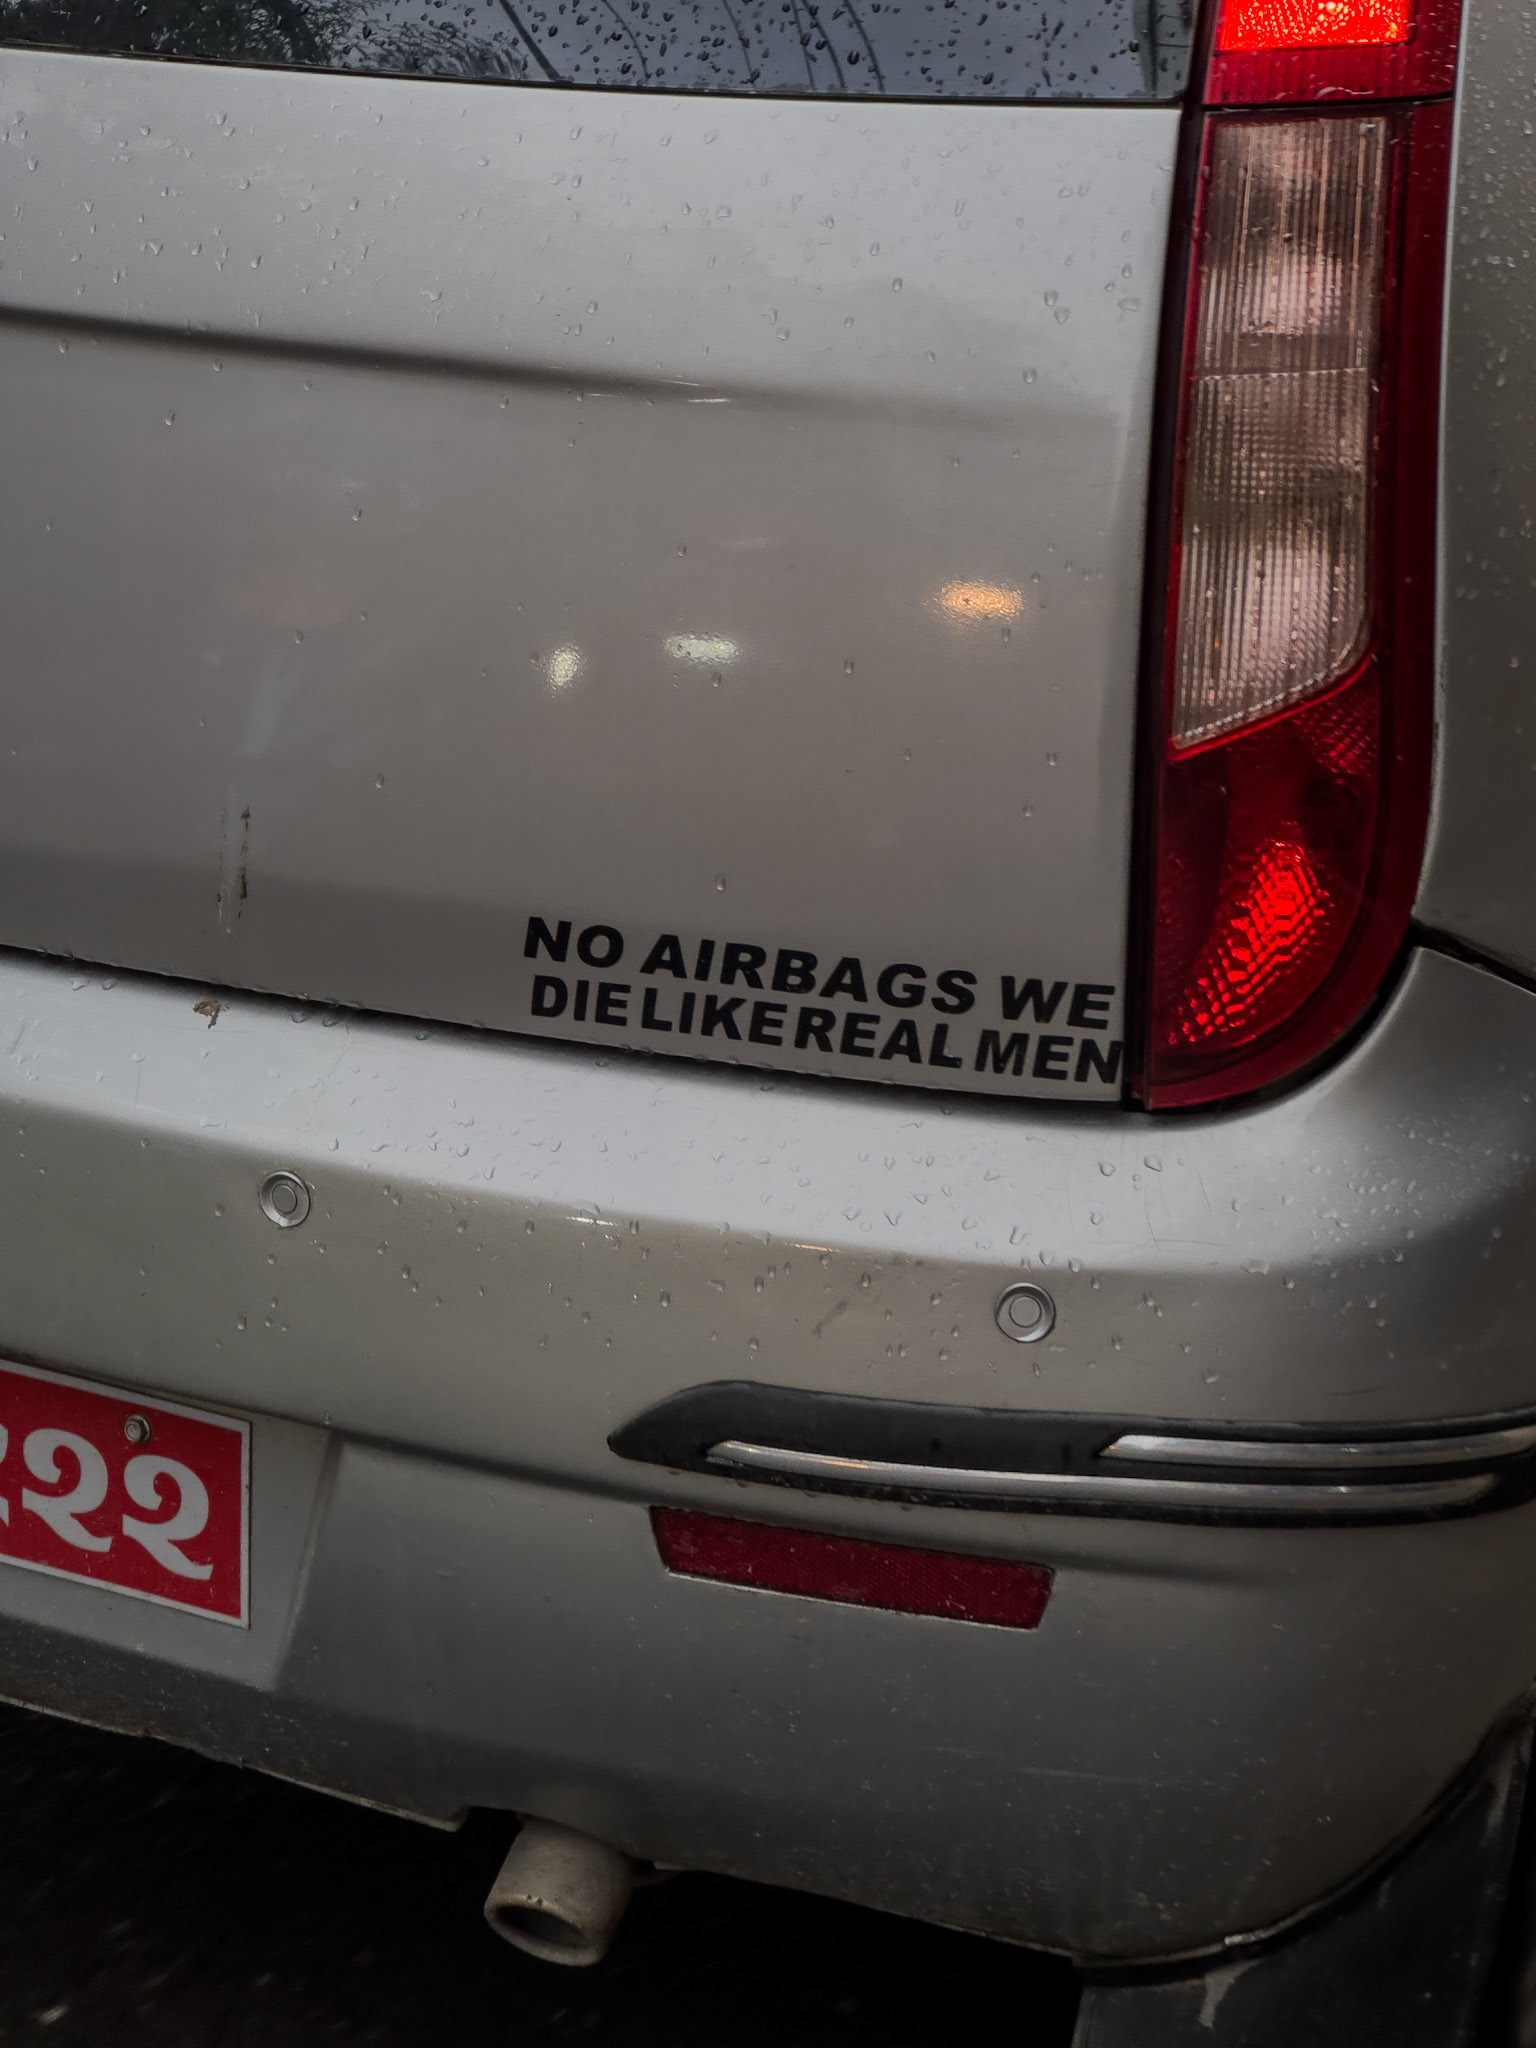 NO AIRBAGS WE
DIE LIKE REAL MEN
२२